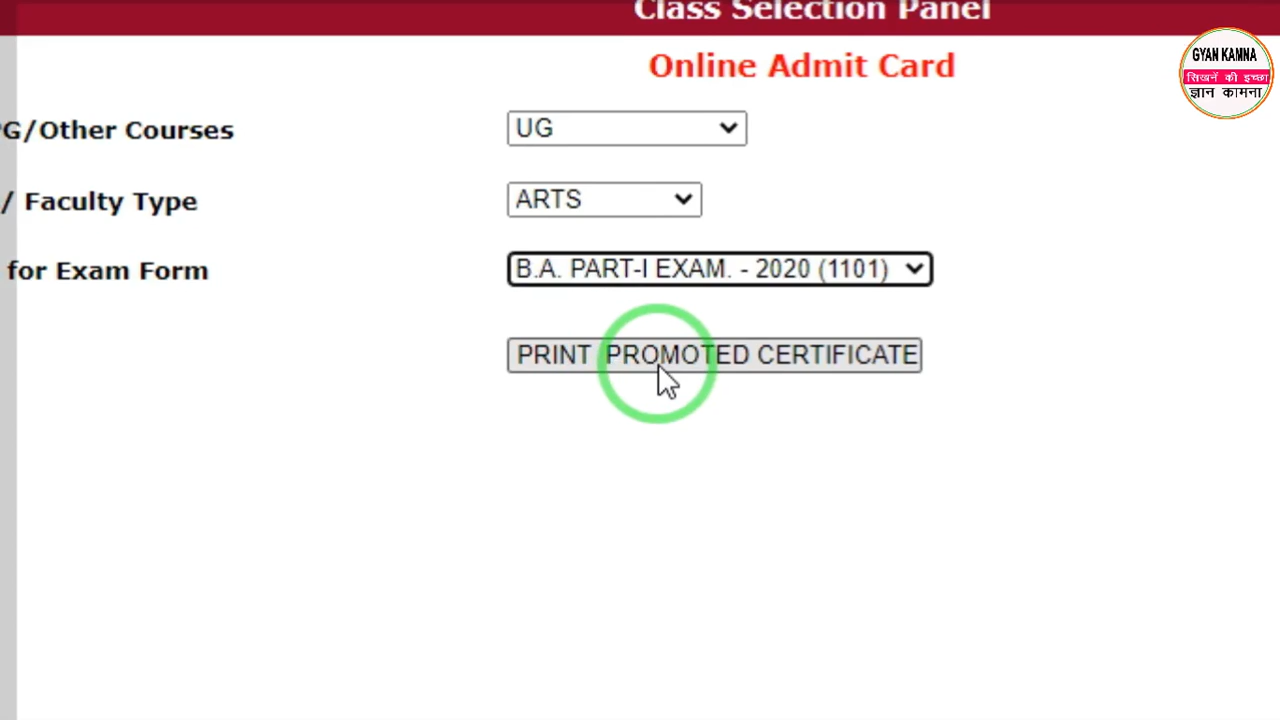 Class Selection Panel
Online Admit Card
GYAN KAMNA
सिखनें की इच्छा
ज्ञान कामना
G/Other Courses
UG
/ Faculty Type
ARTS
for Exam Form
B.A. PART-I EXAM. - 2020 (1101)
PRINT PROMOTED CERTIFICATE